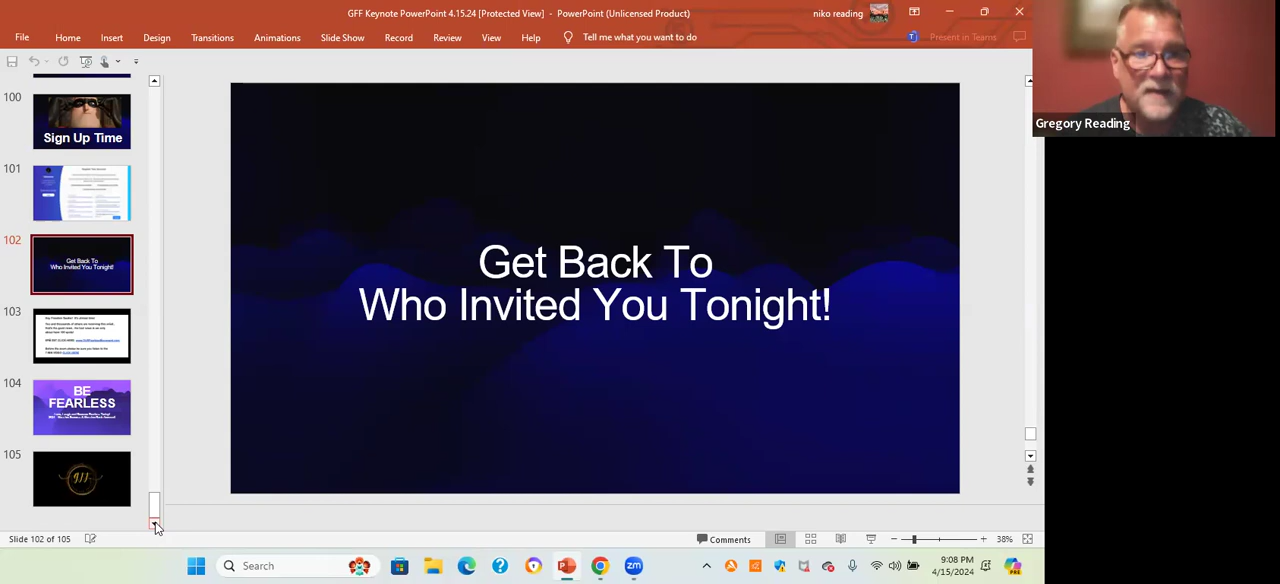 GFF Keynote PowerPoint 4.15.24 [Protected View] - PowerPoint (Unlicensed Product)
niko reading
File Home Insert Design Transitions Animations Slide Show Record Review View Help Tell me what you want to do
Present in Teams
Gregory Reading
100
Sign Up Time
101
102
Get Back To
Who Invited You Tonight!
103
104
BE
FEARLESS
105
Get Back To
Who Invited You Tonight!
Slide 102 of 105
Comments
38%
Search
zm
9:08 PM
4/15/2024
PRE